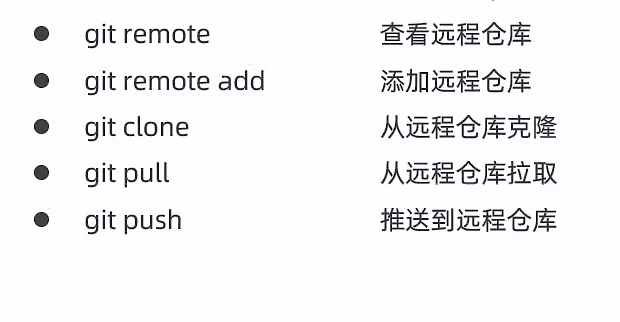 git remote 查看远程仓库
git remote add 添加远程仓库
git clone 从远程仓库克隆
git pull 从远程仓库拉取
git push 推送到远程仓库